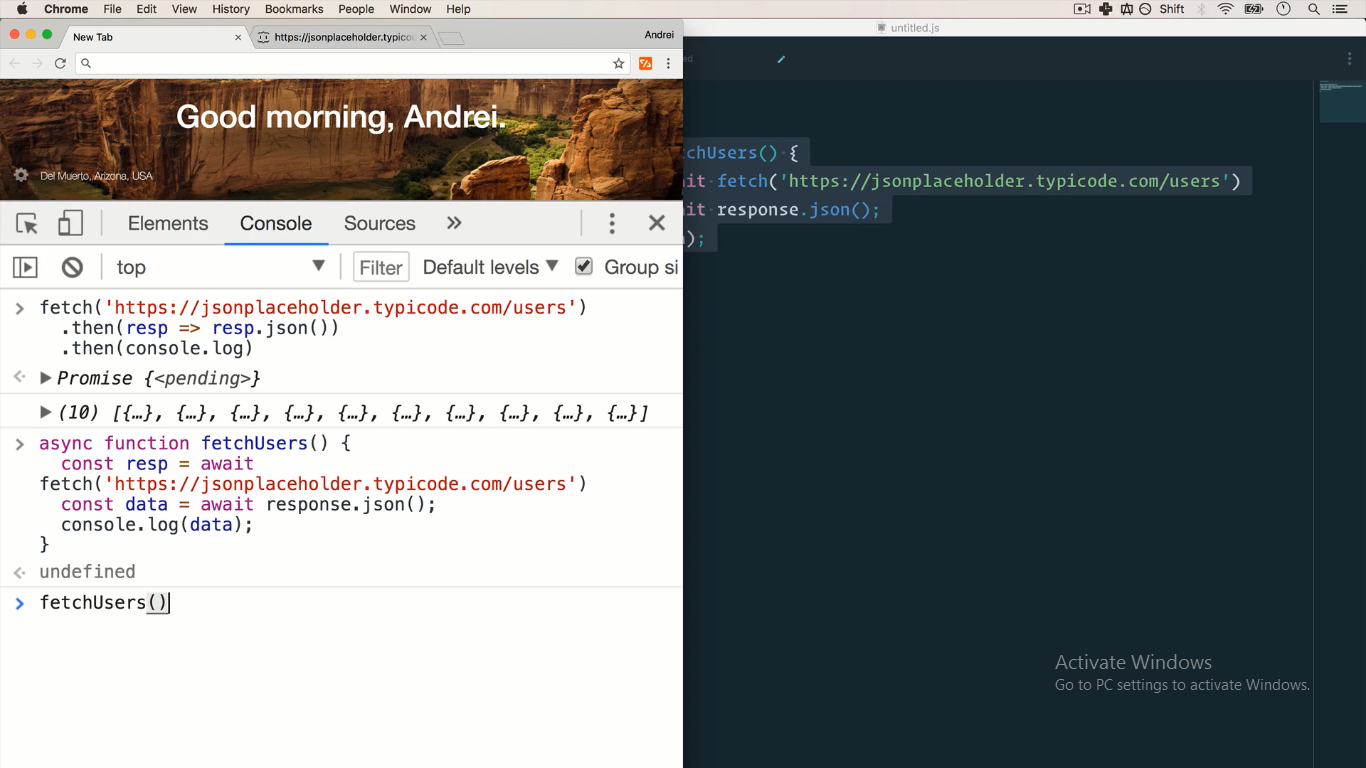 Chrome File Edit View History Bookmarks People Window Help Shift
New Tab https://jsonplaceholder.typico Andrei
untitled.js
Good morning, Andrei.
Del Muerto, Arizona, USA
Elements Console Sources
top Filter Default levels Group si
fetch('https://jsonplaceholder.typicode.com/users')
.then(resp => resp.json())
.then(console.log)
Promise {<pending>}
(10) [{…}, {…}, {…}, {…}, {…}, {…}, {…}, {…}, {…}, {…}]
async function fetchUsers() {
const resp = await
fetch('https://jsonplaceholder.typicode.com/users')
const data = await response.json();
console.log(data);
}
undefined
fetchUsers()
chUsers() {
it fetch('https://jsonplaceholder.typicode.com/users')
it response.json();
);
Activate Windows
Go to PC settings to activate Windows.